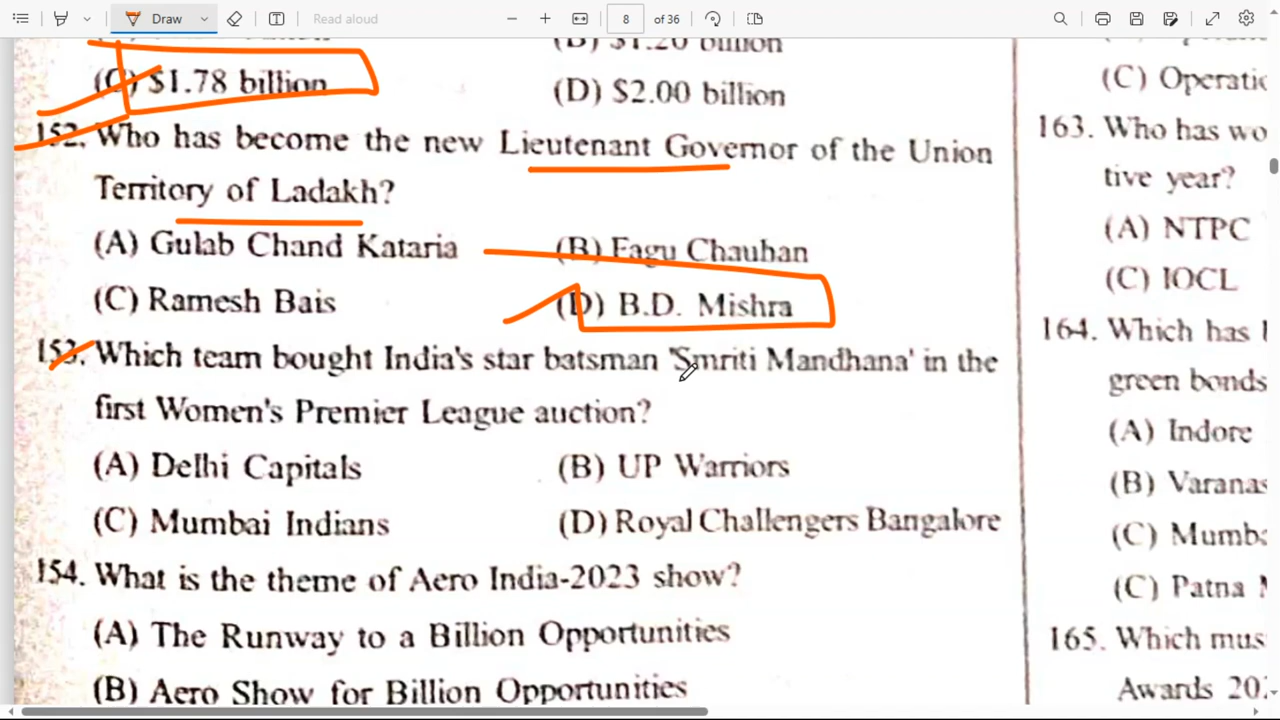 Draw
Read aloud
8 of 36
(C) $1.78 billion
(D) $2.00 billion
152. Who has become the new Lieutenant Governor of the Union
Territory of Ladakh?
(A) Gulab Chand Kataria
(B) Fagu Chauhan
(C) Ramesh Bais
(D) B.D. Mishra
153. Which team bought India's star batsman 'Smriti Mandhana' in the
first Women's Premier League auction?
(A) Delhi Capitals
(B) UP Warriors
(C) Mumbai Indians
(D) Royal Challengers Bangalore
154. What is the theme of Aero India-2023 show?
(A) The Runway to a Billion Opportunities
(B) Aero Show for Billion Opportunities
(C) Operatio
163. Who has wo
tive year?
(A) NTPC
(C) IOCL
164. Which has
green bonds
(A) Indore
(B) Varanas
(C) Mumb
(C) Patna
165. Which mus
Awards 20